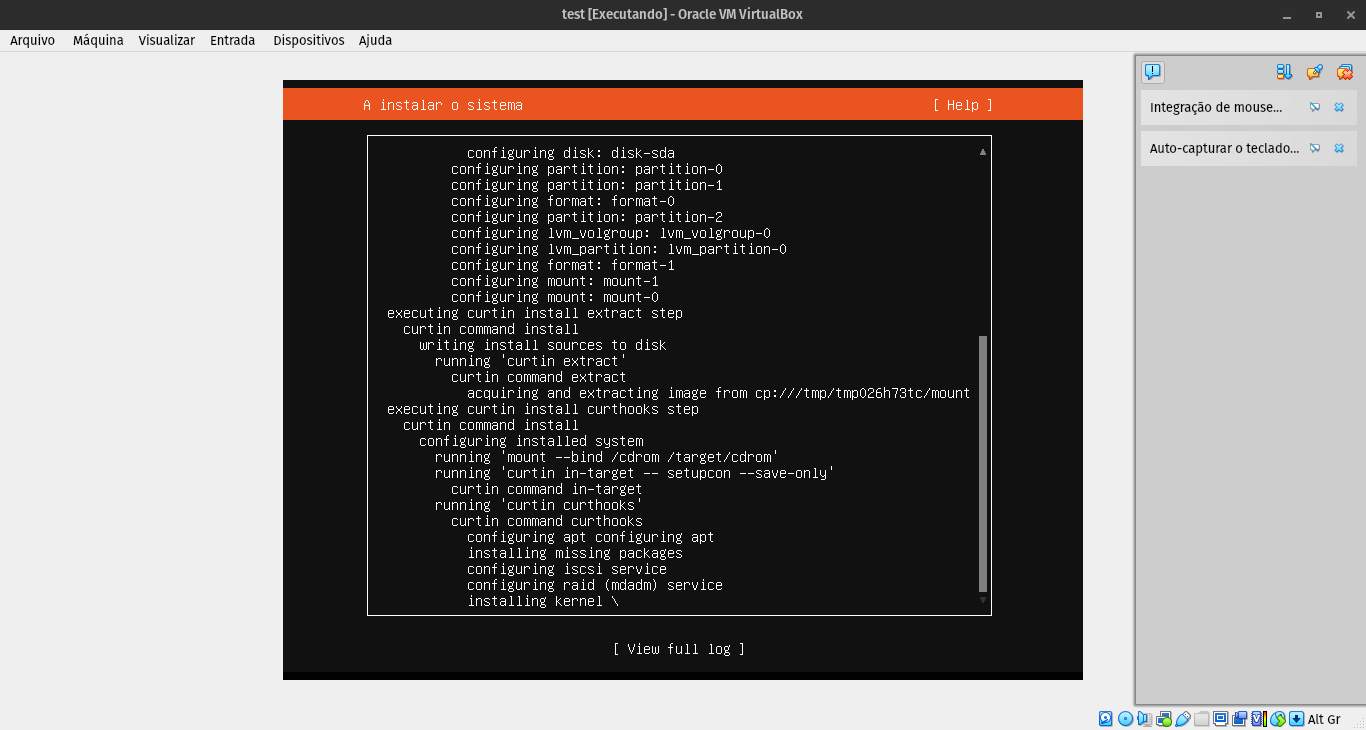 test [Executando] - Oracle VM VirtualBox
Arquivo Máquina Visualizar Entrada Dispositivos Ajuda
A instalar o sistema [ Help ]
configuring disk: disk-sda
configuring partition: partition-0
configuring partition: partition-1
configuring format: format-0
configuring partition: partition-2
configuring lvm_volgroup: lvm_volgroup-0
configuring lvm_partition: lvm_partition-0
configuring format: format-1
configuring mount: mount-1
configuring mount: mount-0
executing curtin install extract step
curtin command install
writing install sources to disk
running 'curtin extract'
curtin command extract
acquiring and extracting image from cp:///tmp/tmp026h73tc/mount
executing curtin install curthooks step
curtin command install
configuring installed system
running 'mount --bind /cdrom /target/cdrom'
running 'curtin in-target -- setupcon --save-only'
curtin command in-target
running 'curtin curthooks'
curtin command curthooks
configuring apt configuring apt
installing missing packages
configuring iscsi service
configuring raid (mdadm) service
installing kernel \
[ View full log ]
Integração de mouse...
Auto-capturar o teclado...
Alt Gr